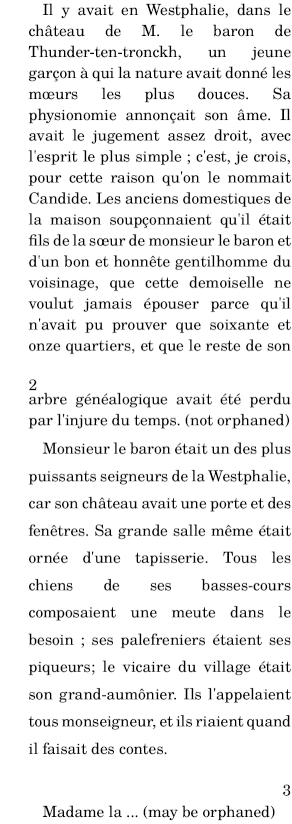 Il y avait en Westphalie, dans le
château de M. le baron de
Thunder-ten-tronckh, un jeune
garçon à qui la nature avait donné les
mœurs les plus douces. Sa
physionomie annonçait son âme. Il
avait le jugement assez droit, avec
l'esprit le plus simple ; c'est, je crois,
pour cette raison qu'on le nommait
Candide. Les anciens domestiques de
la maison soupçonnaient qu'il était
fils de la sœur de monsieur le baron et
d'un bon et honnête gentilhomme du
voisinage, que cette demoiselle ne
voulut jamais épouser parce qu'il
n'avait pu prouver que soixante et
onze quartiers, et que le reste de son
2
arbre généalogique avait été perdu
par l'injure du temps. (not orphaned)
Monsieur le baron était un des plus
puissants seigneurs de la Westphalie,
car son château avait une porte et des
fenêtres. Sa grande salle même était
ornée d'une tapisserie. Tous les
chiens de ses basses-cours
composaient une meute dans le
besoin ; ses palefreniers étaient ses
piqueurs; le vicaire du village était
son grand-aumônier. Ils l'appelaient
tous monseigneur, et ils riaient quand
il faisait des contes.
3
Madame la ... (may be orphaned)